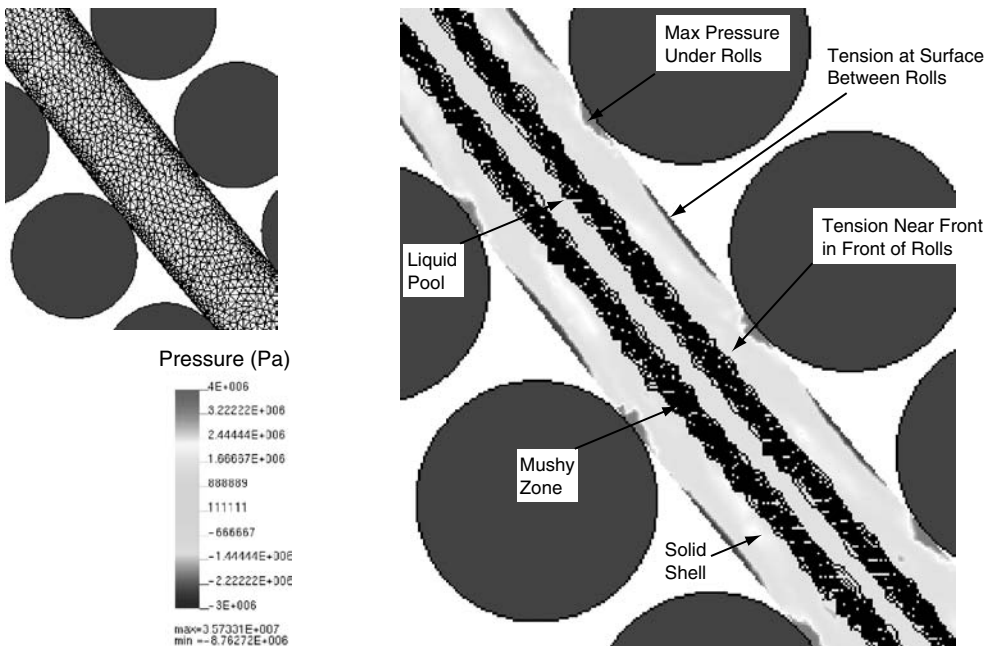 Max Pressure
Under Rolls
Tension at Surface
Between Rolls
Tension Near Front
in Front of Rolls
Liquid
Pool
Mushy
Zone
Solid
Shell
Pressure (Pa)
4E+006
3.22222E+006
2.44444E+006
1.66667E+006
888889
111111
-666667
-1.44444E+006
-2.22222E+006
-3E+006
max=3.57331E+007
min =-8.76272E+006